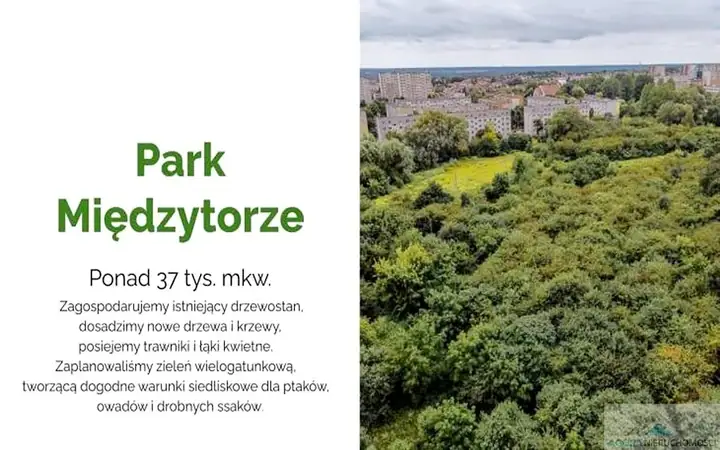 Park
Międzytorze
Ponad 37 tys. mkw.
Zagospodarujemy istniejący drzewostan,
dosadzimy nowe drzewa i krzewy,
posiejemy trawniki i łąki kwietne.
Zaplanowaliśmy zieleń wielogatunkową,
tworzącą dogodne warunki siedliskowe dla ptaków,
owadów i drobnych ssaków.